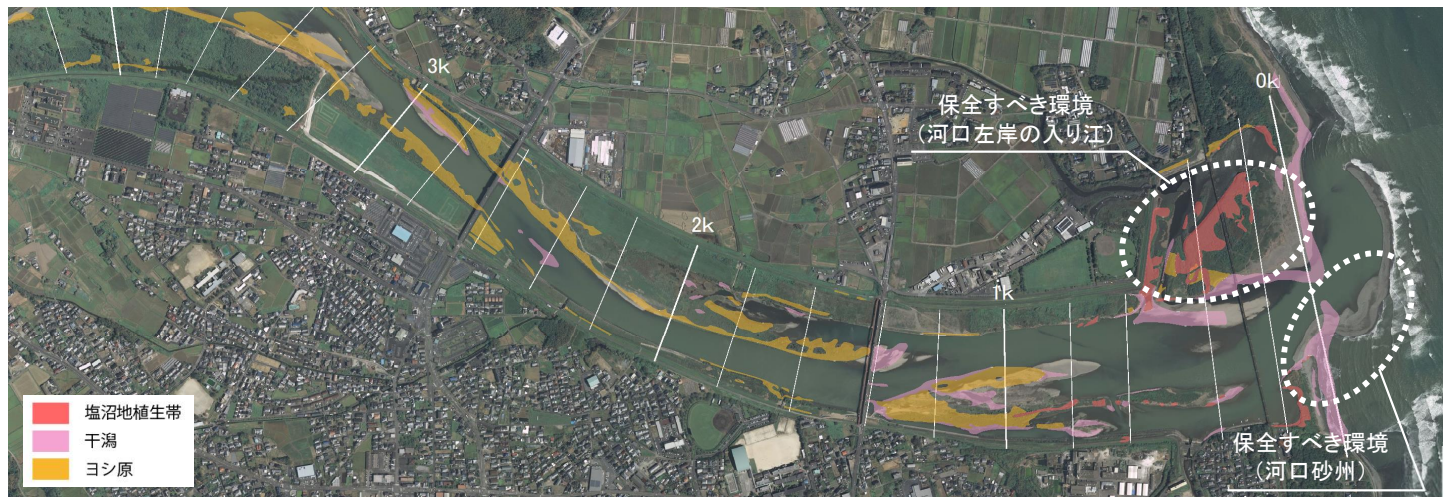 3k
0k
保全すべき環境
(河口左岸の入り江)
2k
1k
塩沼地植生帯
干潟
ヨシ原
保全すべき環境
(河口砂州)